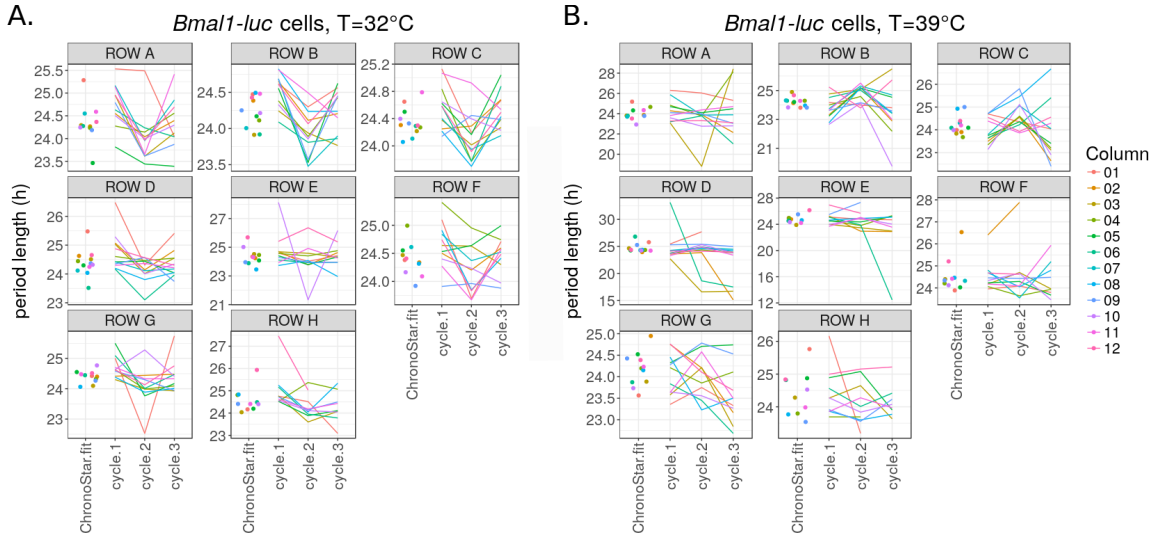 A.
Bmal1-luc cells, T=32°C
period length (h)
ROW A
25.5
25.0
24.5
24.0
23.5
ROW B
24.5
24.0
23.5
ROW C
25.2
24.8
24.4
24.0
ROW D
26
25
24
23
ROW E
27
25
23
21
ROW F
25.0
24.5
24.0
ROW G
25
24
23
ROW H
27
26
25
24
23
ChronoStar.fit
cycle.1
cycle.2
cycle.3
ChronoStar.fit
cycle.1
cycle.2
cycle.3
ChronoStar.fit
cycle.1
cycle.2
cycle.3
B.
Bmal1-luc cells, T=39°C
period length (h)
ROW A
28
26
24
22
20
ROW B
25
23
21
ROW C
26
25
24
23
ROW D
30
25
20
15
ROW E
28
24
20
16
12
ROW F
28
27
26
25
24
ROW G
25.0
24.5
24.0
23.5
23.0
ROW H
26
25
24
ChronoStar.fit
cycle.1
cycle.2
cycle.3
ChronoStar.fit
cycle.1
cycle.2
cycle.3
ChronoStar.fit
cycle.1
cycle.2
cycle.3
Column
01
02
03
04
05
06
07
08
09
10
11
12